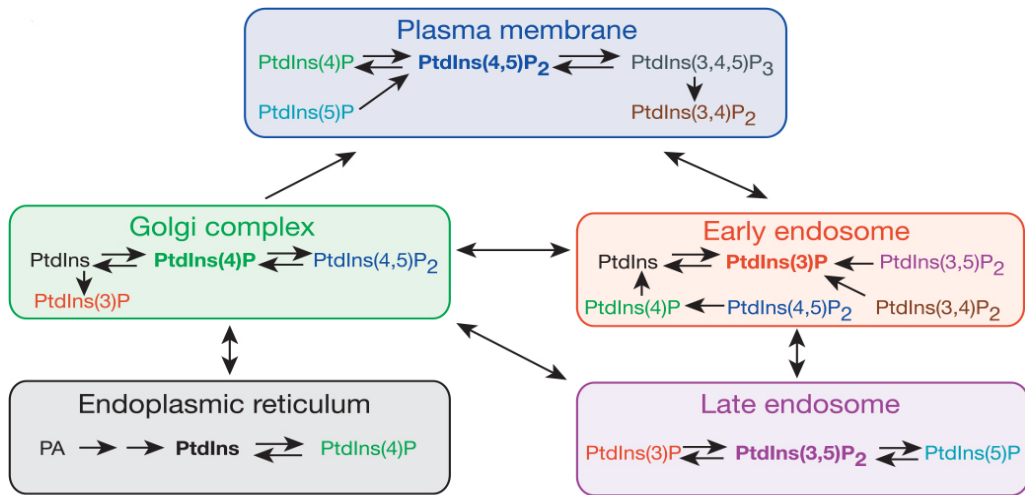 Plasma membrane
PtdIns(4)P PtdIns(4,5)P2 PtdIns(3,4,5)P3
PtdIns(5)P PtdIns(3,4)P2
Golgi complex
PtdIns PtdIns(4)P PtdIns(4,5)P2
PtdIns(3)P
Early endosome
PtdIns PtdIns(3)P PtdIns(3,5)P2
PtdIns(4)P PtdIns(4,5)P2 PtdIns(3,4)P2
Endoplasmic reticulum
PA PtdIns PtdIns(4)P
Late endosome
PtdIns(3)P PtdIns(3,5)P2 PtdIns(5)P